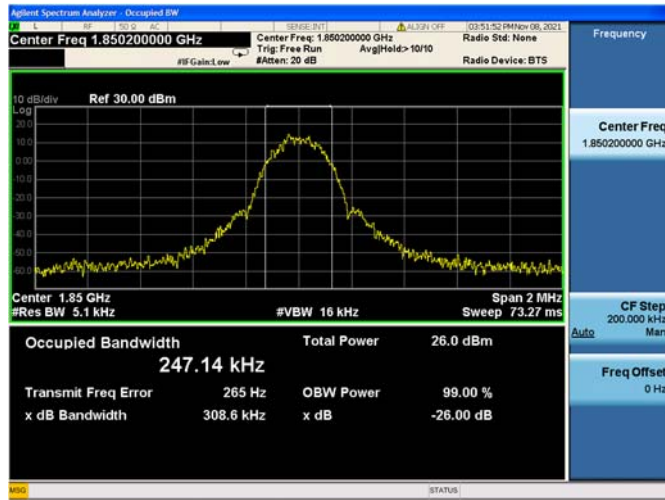 Agilent Spectrum Analyzer - Occupied BW
L RF 50 Ω AC SENSE:INT ALIGN OFF 03:51:52 PM Nov 08, 2021
Center Freq 1.850200000 GHz
Center Freq: 1.850200000 GHz Radio Std: None
Trig: Free Run Avg|Hold:> 10/10
#IFGain:Low #Atten: 20 dB Radio Device: BTS
Frequency
10 dB/div Ref 30.00 dBm
Log
20.0
10.0
0.00
-10.0
-20.0
-30.0
-40.0
-50.0
-60.0
Center 1.85 GHz Span 2 MHz
#Res BW 5.1 kHz #VBW 16 kHz Sweep 73.27 ms
Occupied Bandwidth Total Power 26.0 dBm
247.14 kHz
Transmit Freq Error 265 Hz OBW Power 99.00 %
x dB Bandwidth 308.6 kHz x dB -26.00 dB
Center Freq
1.850200000 GHz
CF Step
200.000 kHz
Auto Man
Freq Offset
0 Hz
MSG STATUS